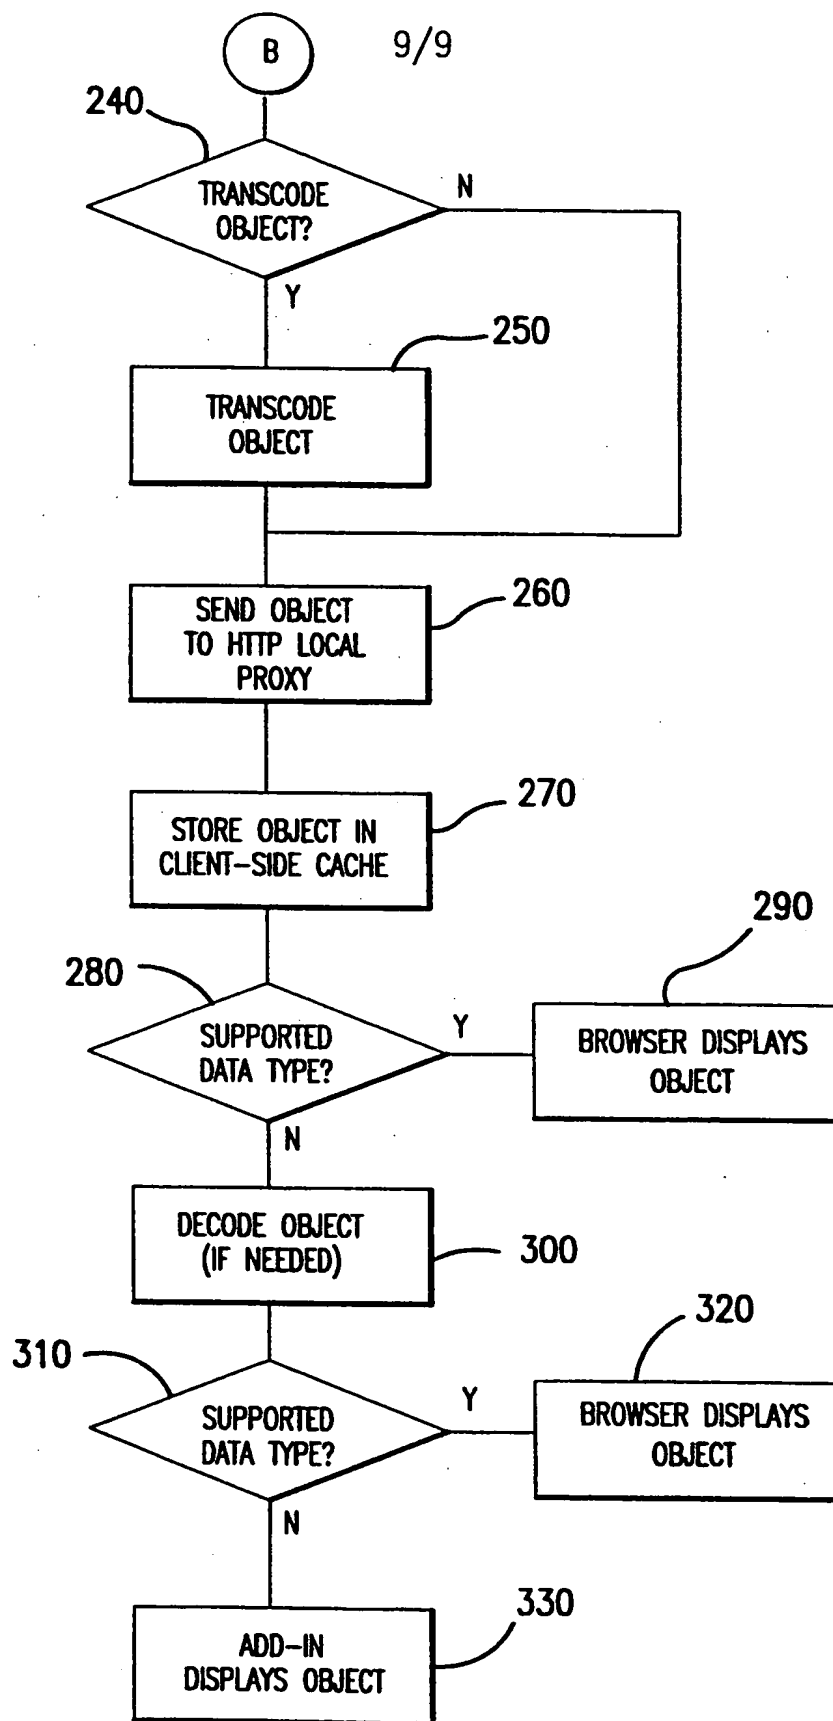 B
9/9
240
TRANSCODE
OBJECT?
N
Y
250
TRANSCODE
OBJECT
260
SEND OBJECT
TO HTTP LOCAL
PROXY
270
STORE OBJECT IN
CLIENT-SIDE CACHE
290
280
SUPPORTED
DATA TYPE?
Y
BROWSER DISPLAYS
OBJECT
N
DECODE OBJECT
(IF NEEDED)
300
320
310
SUPPORTED
DATA TYPE?
Y
BROWSER DISPLAYS
OBJECT
N
330
ADD-IN
DISPLAYS OBJECT